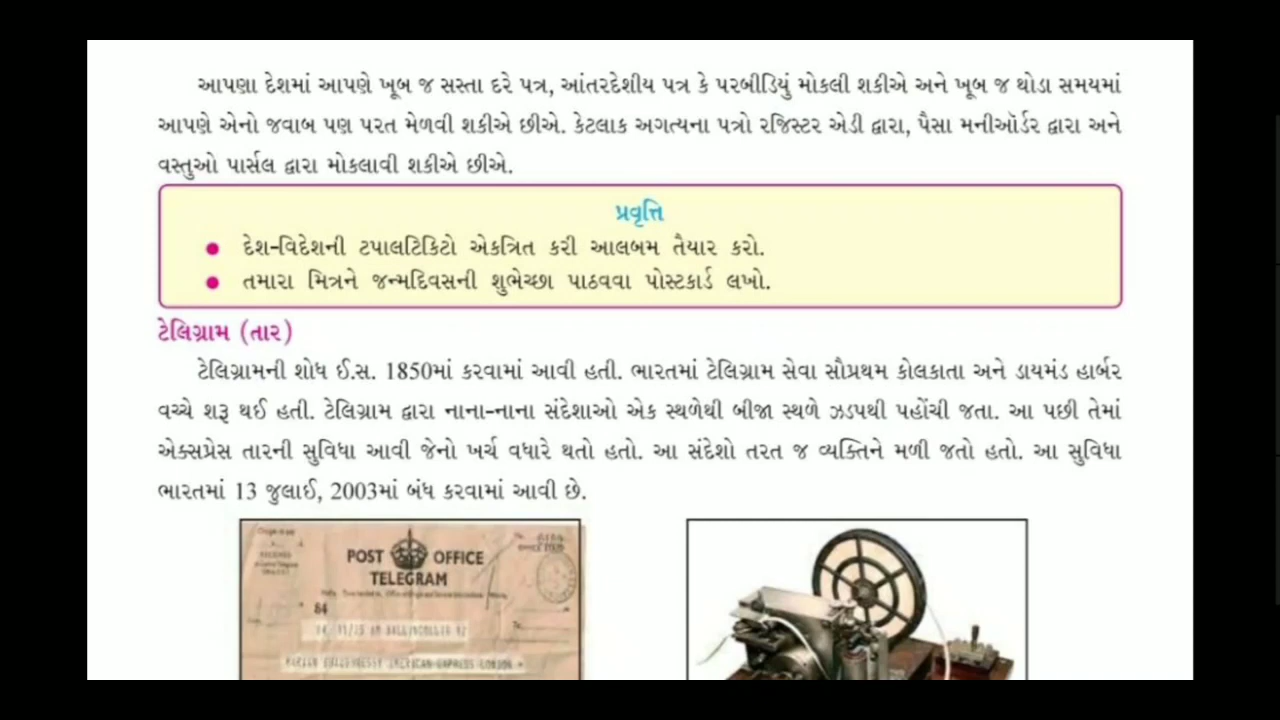 આપણા દેશમાં આપણે ખૂબ જ સસ્તા દરે પત્ર, આંતરદેશીય પત્ર કે પરબીડિયું મોકલી શકીએ અને ખૂબ જ થોડા સમયમાં
આપણે એનો જવાબ પણ પરત મેળવી શકીએ છીએ. કેટલાક અગત્યના પત્રો રજિસ્ટર એડી દ્વારા, પૈસા મનીઑર્ડર દ્વારા અને
વસ્તુઓ પાર્સલ દ્વારા મોકલાવી શકીએ છીએ.
પ્રવૃત્તિ
● દેશ-વિદેશની ટપાલટિકિટો એકત્રિત કરી આલબમ તૈયાર કરો.
● તમારા મિત્રને જન્મદિવસની શુભેચ્છા પાઠવવા પોસ્ટકાર્ડ લખો.
ટેલિગ્રામ (તાર)
ટેલિગ્રામની શોધ ઈ.સ. 1850માં કરવામાં આવી હતી. ભારતમાં ટેલિગ્રામ સેવા સૌપ્રથમ કોલકાતા અને ડાયમંડ હાર્બર
વચ્ચે શરૂ થઈ હતી. ટેલિગ્રામ દ્વારા નાના-નાના સંદેશાઓ એક સ્થળેથી બીજા સ્થળે ઝડપથી પહોંચી જતા. આ પછી તેમાં
એક્સપ્રેસ તારની સુવિધા આવી જેનો ખર્ચ વધારે થતો હતો. આ સંદેશો તરત જ વ્યક્તિને મળી જતો હતો. આ સુવિધા
ભારતમાં 13 જુલાઈ, 2003માં બંધ કરવામાં આવી છે.
POST OFFICE
TELEGRAM
84
AMERICAN EXPRESS LONDON